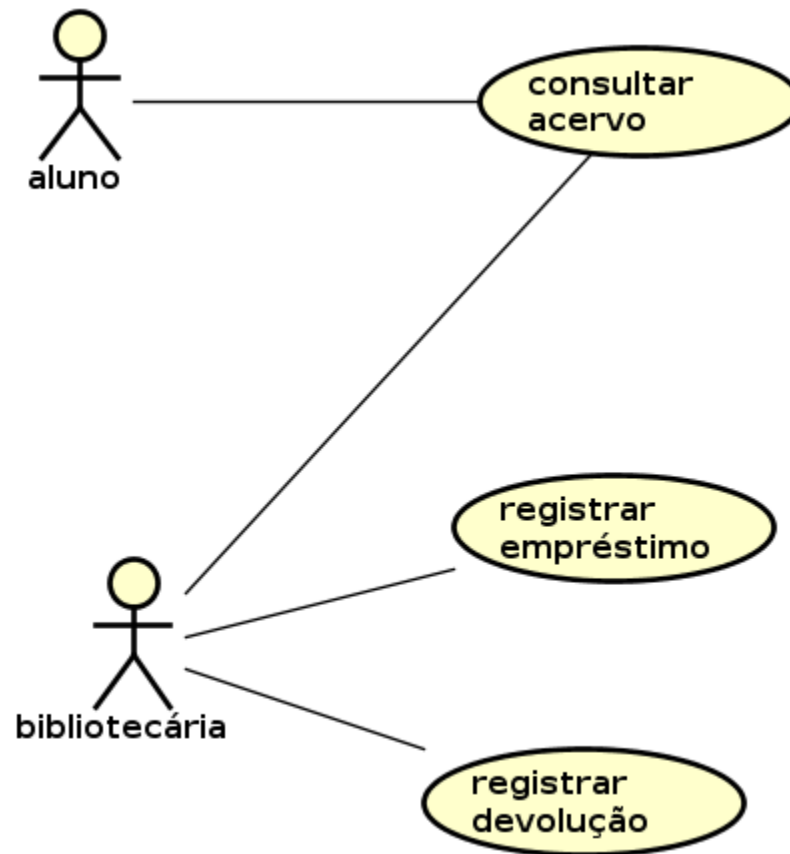 consultar
acervo
aluno
registrar
empréstimo
bibliotecária
registrar
devolução